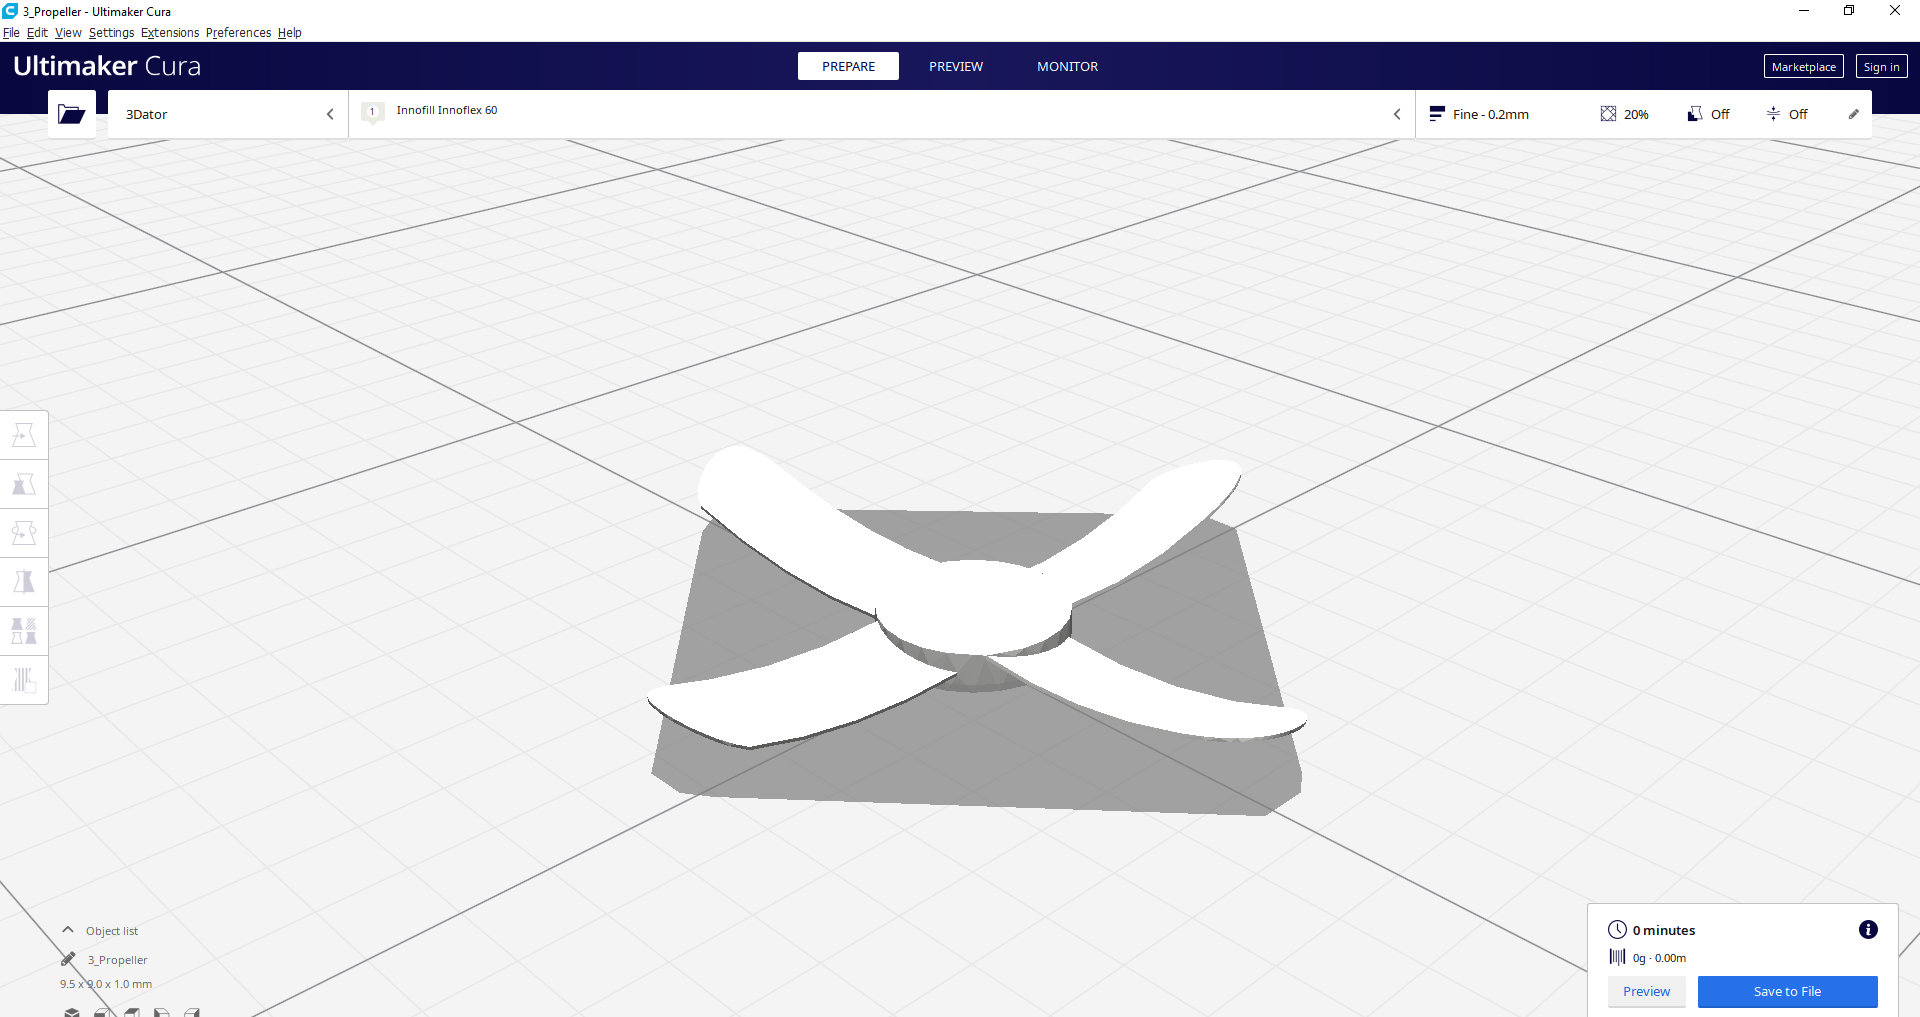 3_Propeller - Ultimaker Cura
File Edit View Settings Extensions Preferences Help
Ultimaker Cura
PREPARE PREVIEW MONITOR
Marketplace Sign in
3Dator
1 Innofill Innoflex 60
Fine - 0.2mm 20% Off Off
Object list
3_Propeller
9.5 x 9.0 x 1.0 mm
0 minutes
0g · 0.00m
Preview Save to File